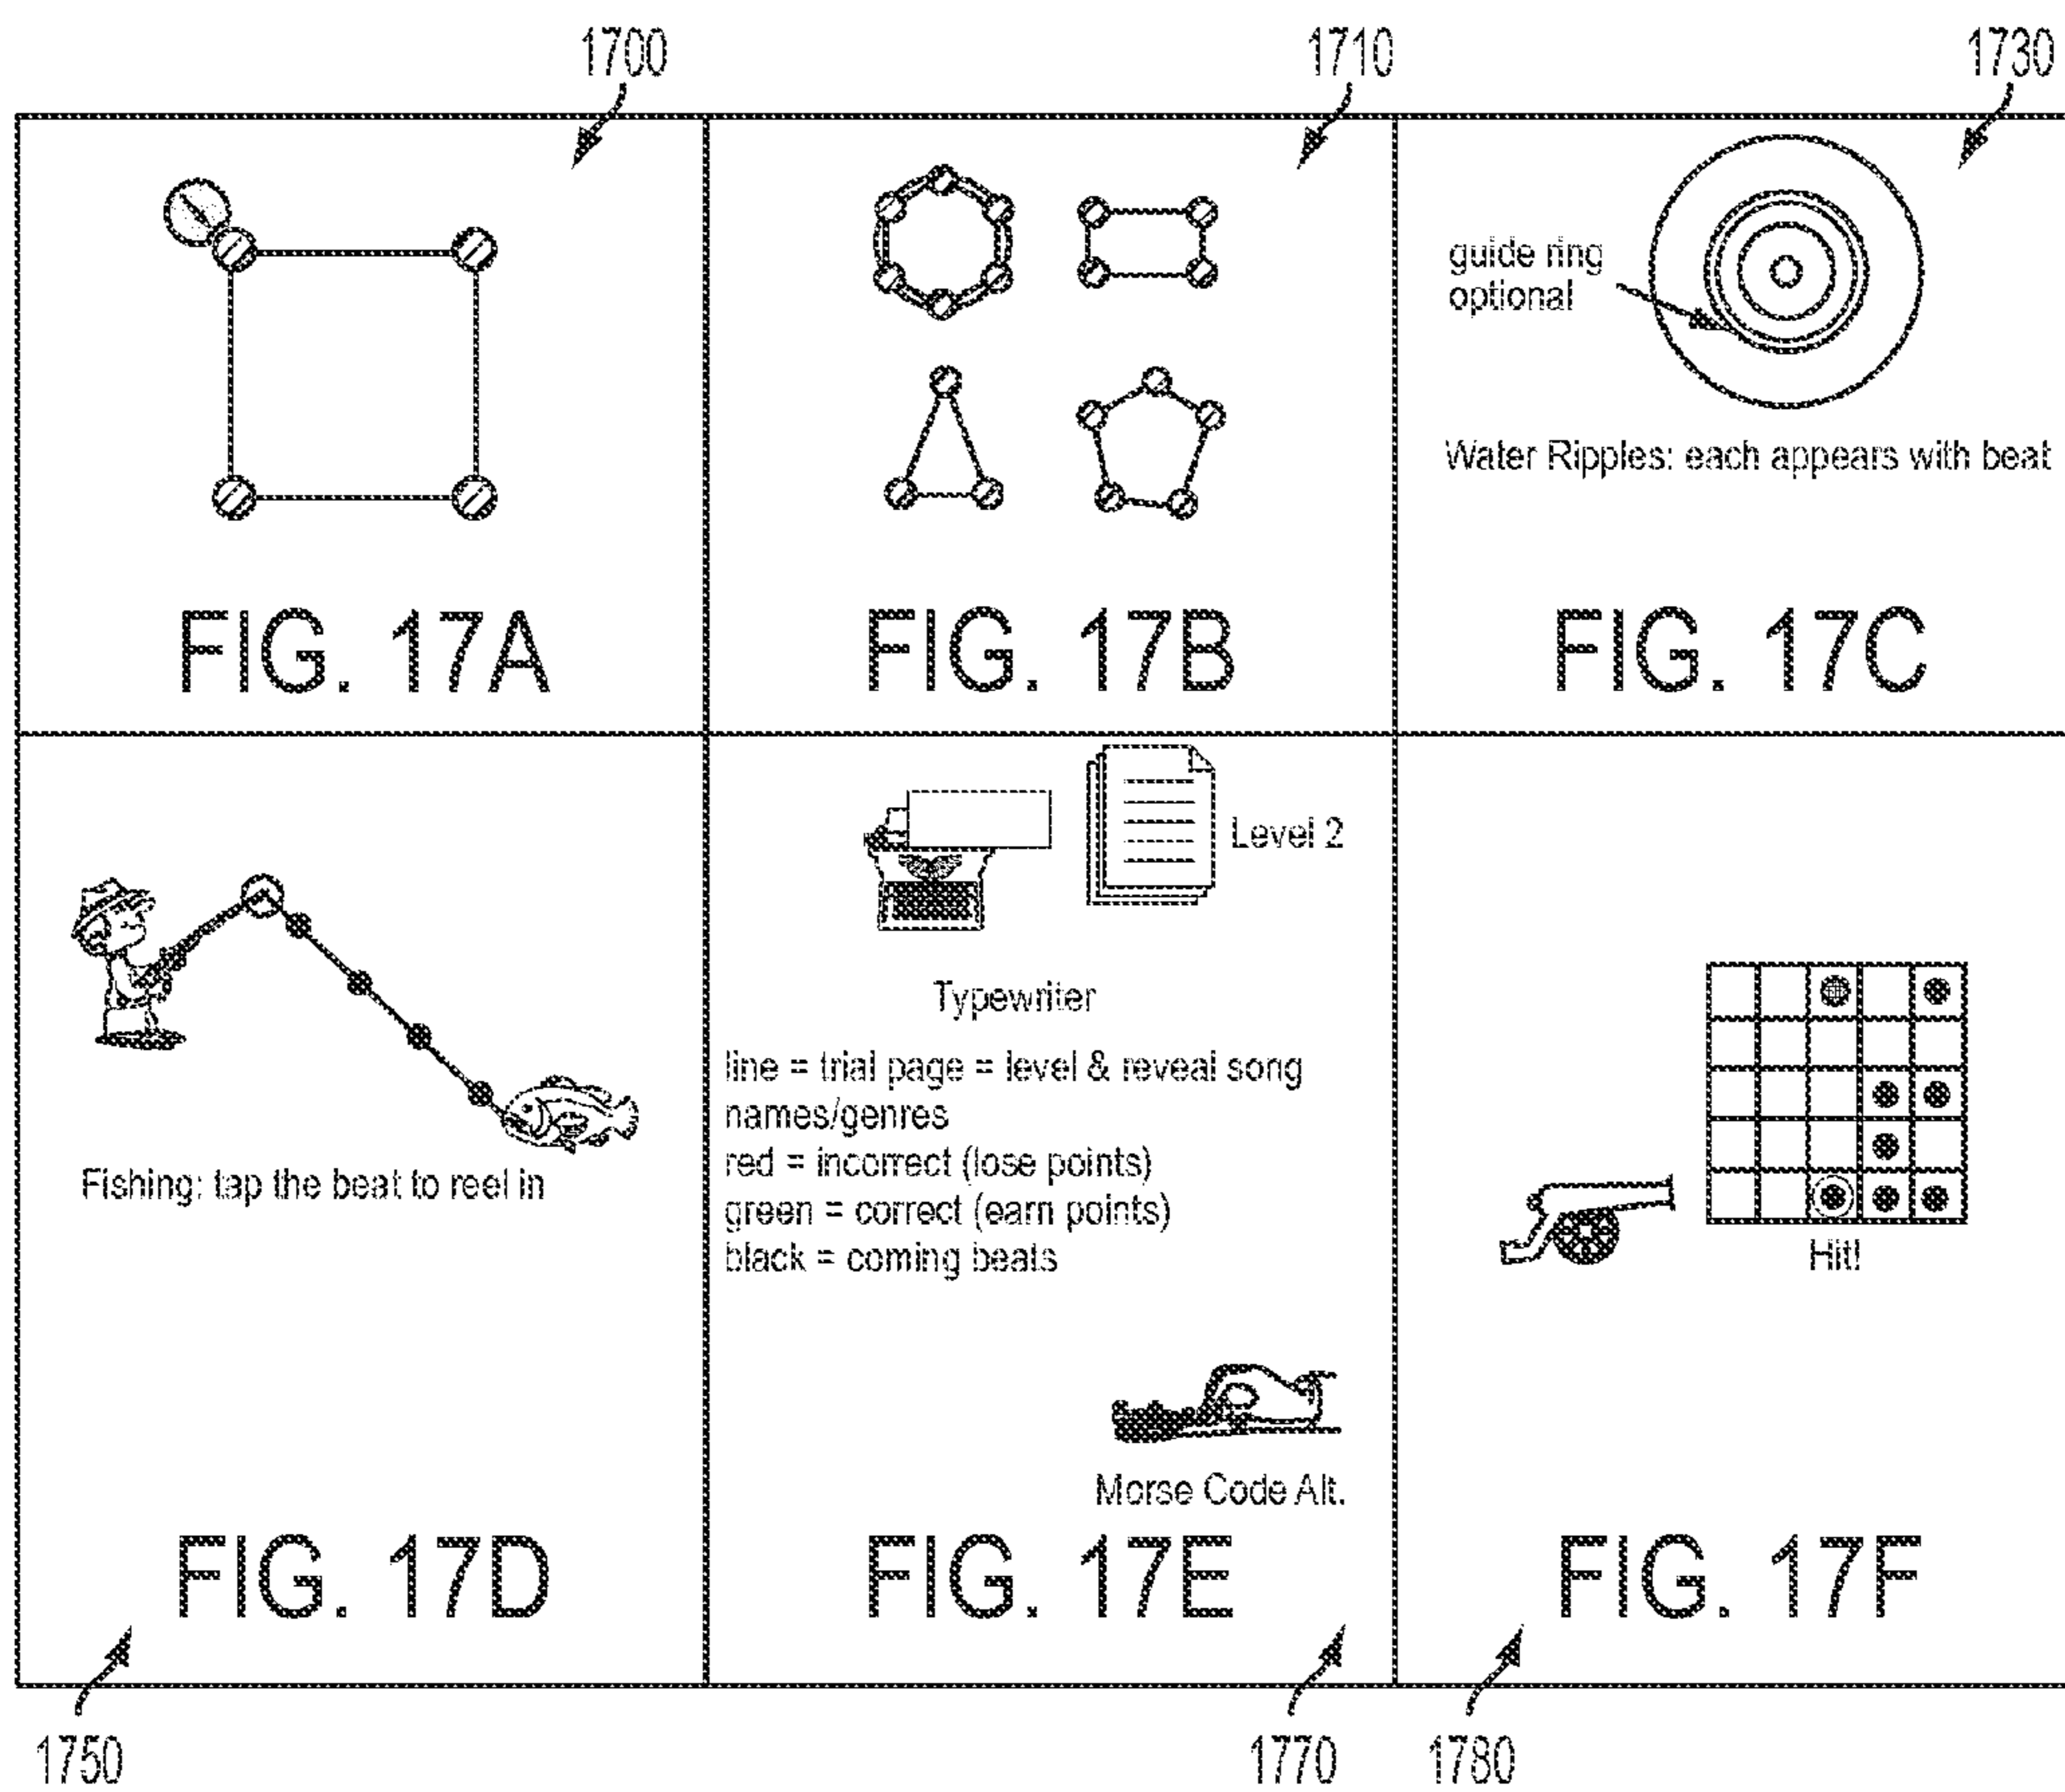 1700
1710
1730
guide ring
optional
Water Ripples: each appears with beat
FIG. 17A
FIG. 17B
FIG. 17C
Level 2
Typewriter
line = trial page = level & reveal song
names/genres
red = incorrect (lose points)
green = correct (earn points)
black = coming beats
Fishing: tap the beat to reel in
Hit!
Morse Code Alt.
FIG. 17D
FIG. 17E
FIG. 17F
1750
1770
1780